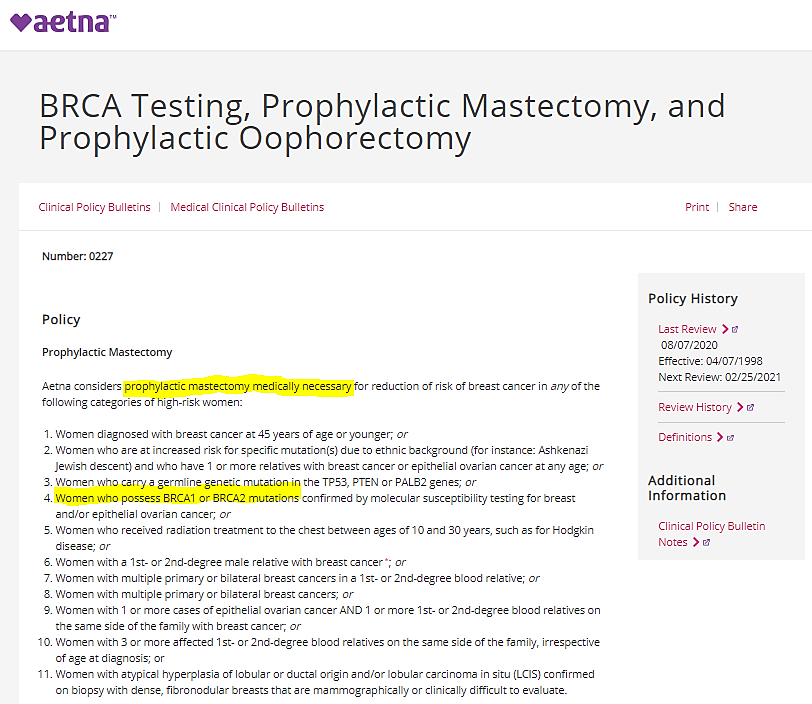 aetna™
BRCA Testing, Prophylactic Mastectomy, and
Prophylactic Oophorectomy
Clinical Policy Bulletins | Medical Clinical Policy Bulletins
Print | Share
Number: 0227
Policy
Prophylactic Mastectomy
Aetna considers prophylactic mastectomy medically necessary for reduction of risk of breast cancer in any of the
following categories of high-risk women:
1. Women diagnosed with breast cancer at 45 years of age or younger; or
2. Women who are at increased risk for specific mutation(s) due to ethnic background (for instance: Ashkenazi
Jewish descent) and who have 1 or more relatives with breast cancer or epithelial ovarian cancer at any age; or
3. Women who carry a germline genetic mutation in the TP53, PTEN or PALB2 genes; or
4. Women who possess BRCA1 or BRCA2 mutations confirmed by molecular susceptibility testing for breast
and/or epithelial ovarian cancer; or
5. Women who received radiation treatment to the chest between ages of 10 and 30 years, such as for Hodgkin
disease; or
6. Women with a 1st- or 2nd-degree male relative with breast cancer*; or
7. Women with multiple primary or bilateral breast cancers in a 1st- or 2nd-degree blood relative; or
8. Women with multiple primary or bilateral breast cancers; or
9. Women with 1 or more cases of epithelial ovarian cancer AND 1 or more 1st- or 2nd-degree blood relatives on
the same side of the family with breast cancer; or
10. Women with 3 or more affected 1st- or 2nd-degree blood relatives on the same side of the family, irrespective
of age at diagnosis; or
11. Women with atypical hyperplasia of lobular or ductal origin and/or lobular carcinoma in situ (LCIS) confirmed
on biopsy with dense, fibronodular breasts that are mammographically or clinically difficult to evaluate.
Policy History
Last Review
08/07/2020
Effective: 04/07/1998
Next Review: 02/25/2021
Review History
Definitions
Additional
Information
Clinical Policy Bulletin
Notes